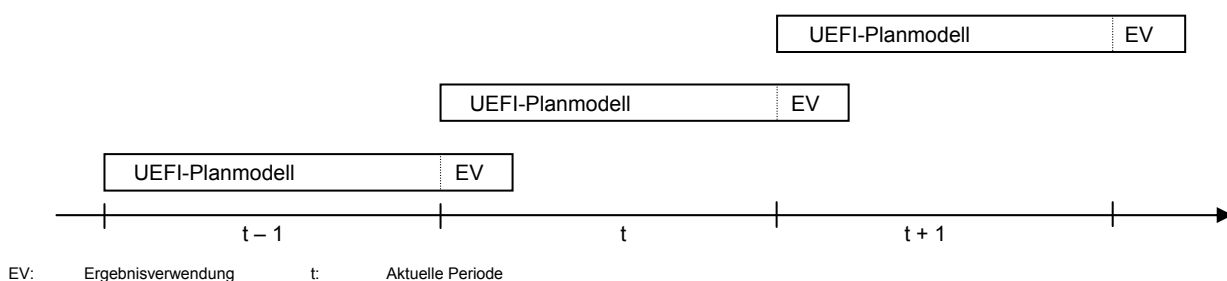 UEFI-Planmodell EV
UEFI-Planmodell EV
UEFI-Planmodell EV
t – 1 t t + 1
EV: Ergebnisverwendung t: Aktuelle Periode